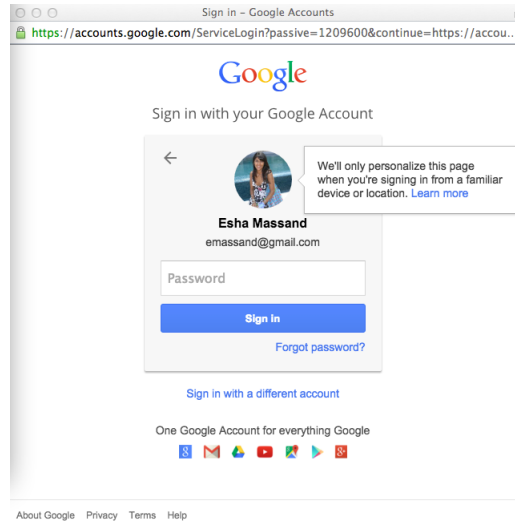 Sign in – Google Accounts
https://accounts.google.com/ServiceLogin?passive=1209600&continue=https://accou...
Google
Sign in with your Google Account
We'll only personalize this page
when you're signing in from a familiar
device or location. Learn more
Esha Massand
emassand@gmail.com
Password
Sign in
Forgot password?
Sign in with a different account
One Google Account for everything Google
About Google Privacy Terms Help